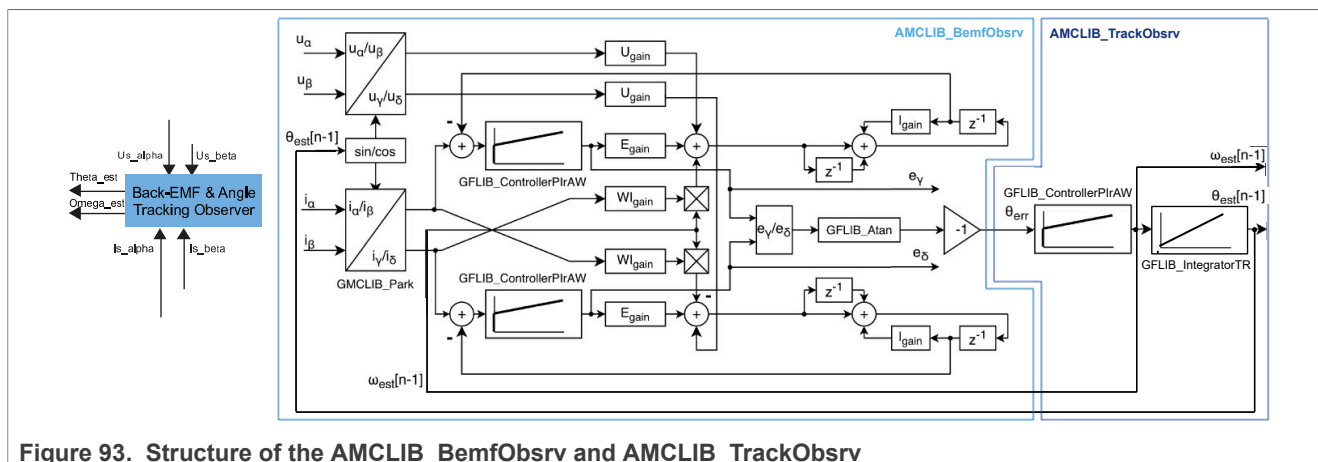 AMCLIB_BemfObsrv
AMCLIB_TrackObsrv
uα
uα/uβ
uγ/uδ
uβ
Ugain
Ugain
θest[n-1]
sin/cos
-
+
GFLIB_ControllerPIrAW
Egain
+
Igain
z-1
+
z-1
eγ
iα
iα/iβ
iγ/iδ
iβ
GMCLIB_Park
WIgain
WIgain
eγ/eδ
GFLIB_Atan
-1
θerr
GFLIB_ControllerPIrAW
ωest[n-1]
θest[n-1]
GFLIB_IntegratorTR
eδ
GFLIB_ControllerPIrAW
+
-
Egain
-
+
z-1
+
Igain
z-1
ωest[n-1]
Us_alpha
Us_beta
Theta_est
Omega_est
Back-EMF & Angle
Tracking Observer
Is_alpha
Is_beta
Figure 93. Structure of the AMCLIB_BemfObsrv and AMCLIB_TrackObsrv